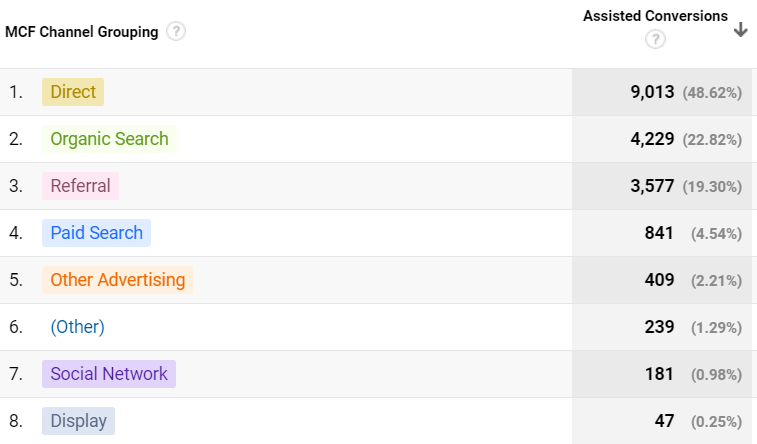 MCF Channel Grouping ? Assisted Conversions ?
1. Direct 9,013 (48.62%)
2. Organic Search 4,229 (22.82%)
3. Referral 3,577 (19.30%)
4. Paid Search 841 (4.54%)
5. Other Advertising 409 (2.21%)
6. (Other) 239 (1.29%)
7. Social Network 181 (0.98%)
8. Display 47 (0.25%)